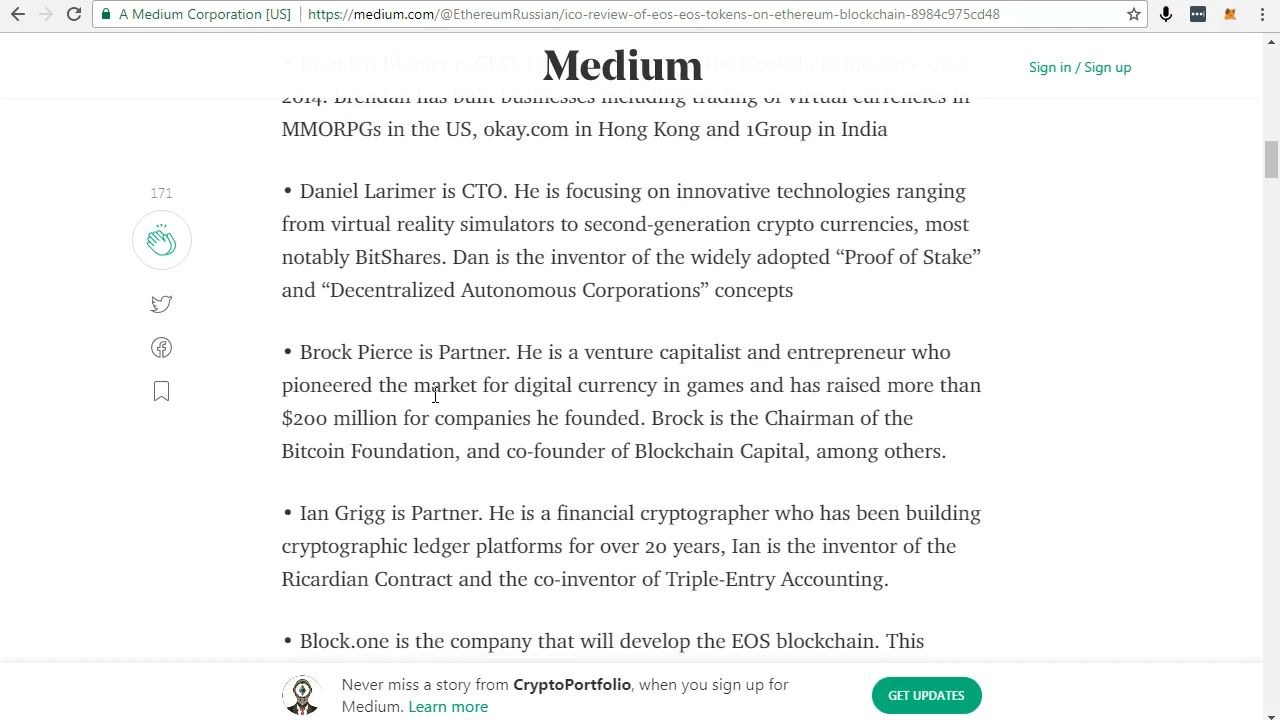 A Medium Corporation [US] | https://medium.com/@EthereumRussian/ico-review-of-eos-eos-tokens-on-ethereum-blockchain-8984c975cd48
Medium
Sign in / Sign up
• Brendan Blumer is CEO. the blockchain industry since
2014. Brendan has built businesses including trading of virtual currencies in
MMORPGs in the US, okay.com in Hong Kong and 1Group in India
171
• Daniel Larimer is CTO. He is focusing on innovative technologies ranging
from virtual reality simulators to second-generation crypto currencies, most
notably BitShares. Dan is the inventor of the widely adopted “Proof of Stake”
and “Decentralized Autonomous Corporations” concepts
• Brock Pierce is Partner. He is a venture capitalist and entrepreneur who
pioneered the market for digital currency in games and has raised more than
$200 million for companies he founded. Brock is the Chairman of the
Bitcoin Foundation, and co-founder of Blockchain Capital, among others.
• Ian Grigg is Partner. He is a financial cryptographer who has been building
cryptographic ledger platforms for over 20 years, Ian is the inventor of the
Ricardian Contract and the co-inventor of Triple-Entry Accounting.
• Block.one is the company that will develop the EOS blockchain. This
Never miss a story from CryptoPortfolio, when you sign up for
Medium. Learn more
GET UPDATES